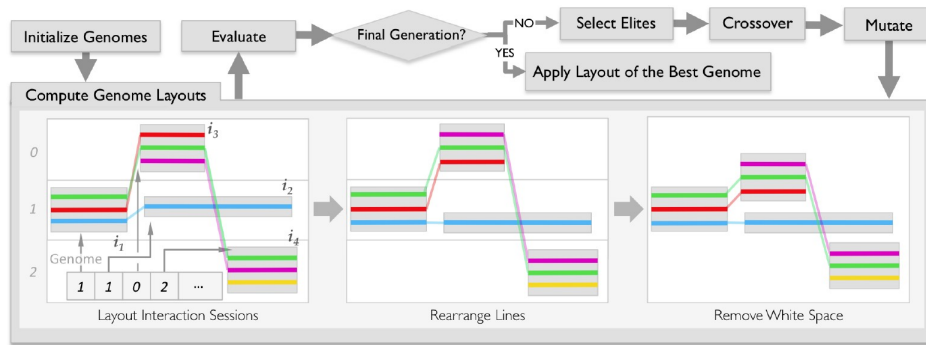 Initialize Genomes
Evaluate
Final Generation?
NO
YES
Select Elites
Crossover
Mutate
Apply Layout of the Best Genome
Compute Genome Layouts
0
1
2
i3
i2
i1
i4
Genome
1 1 0 2 ...
Layout Interaction Sessions
Rearrange Lines
Remove White Space